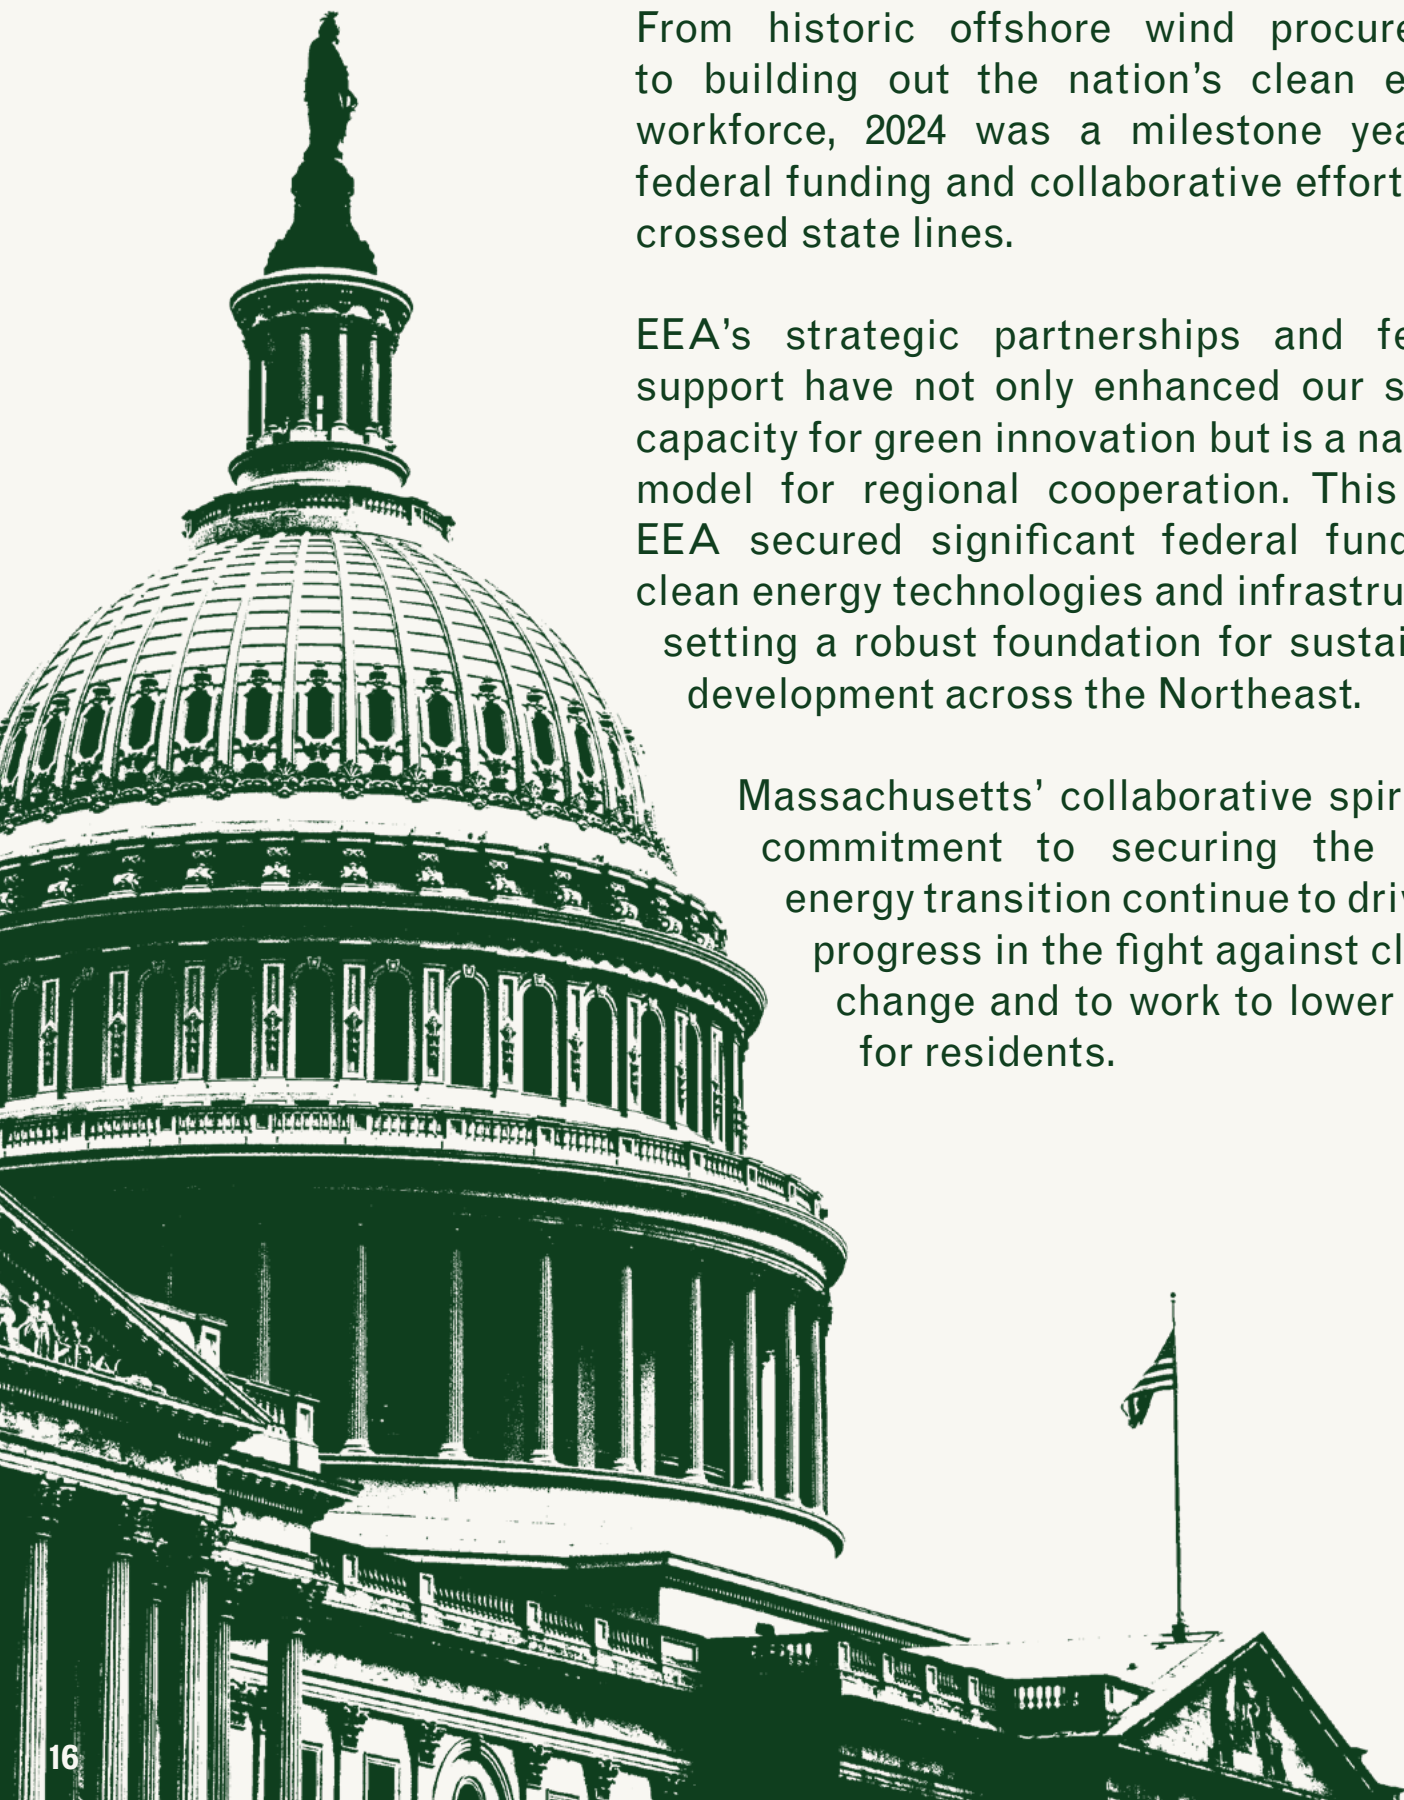 From historic offshore wind procure
to building out the nation’s clean e
workforce, 2024 was a milestone yea
federal funding and collaborative effort
crossed state lines.
EEA’s strategic partnerships and fe
support have not only enhanced our s
capacity for green innovation but is a na
model for regional cooperation. This
EEA secured significant federal fund
clean energy technologies and infrastru
setting a robust foundation for sustai
development across the Northeast.
Massachusetts’ collaborative spir
commitment to securing the
energy transition continue to driv
progress in the fight against cl
change and to work to lower
for residents.
16